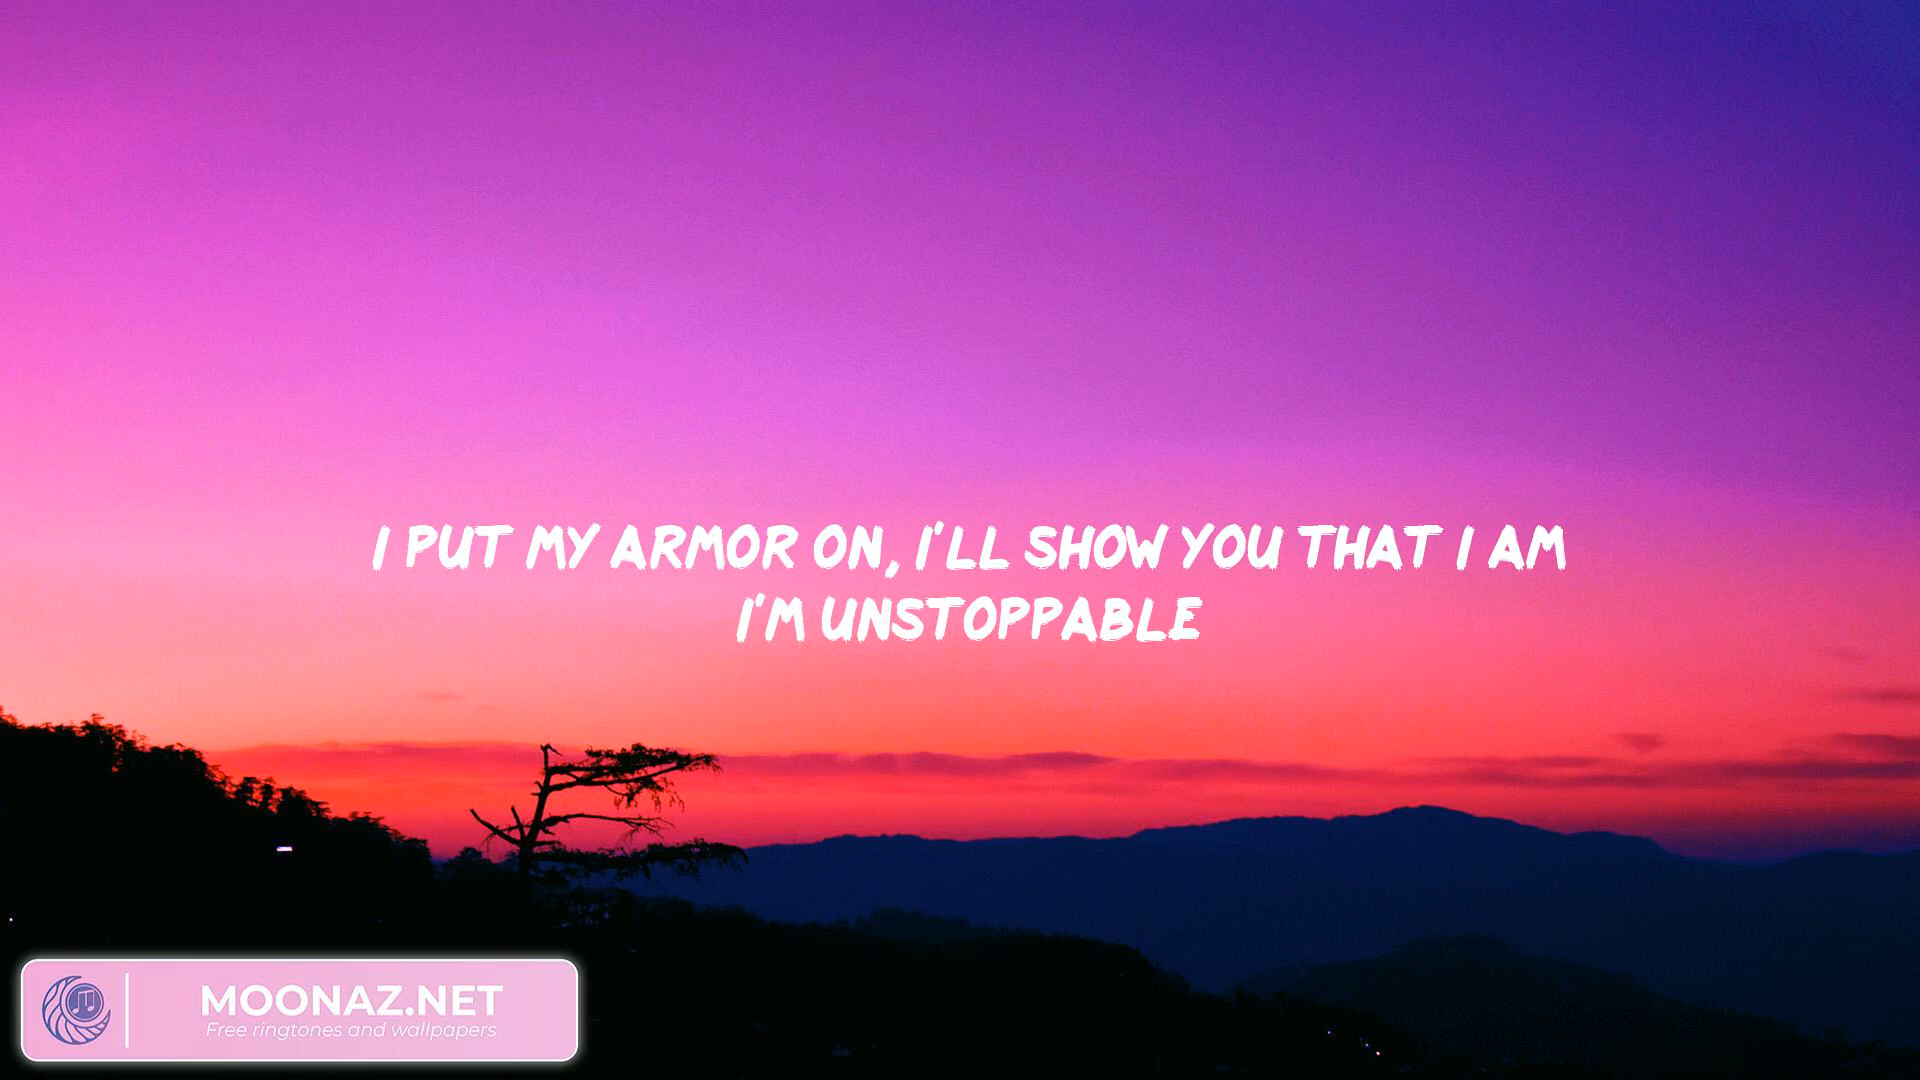 I PUT MY ARMOR ON, I'LL SHOW YOU THAT I AM
I'M UNSTOPPABLE
MOONAZ.NET
Free ringtones and wallpapers